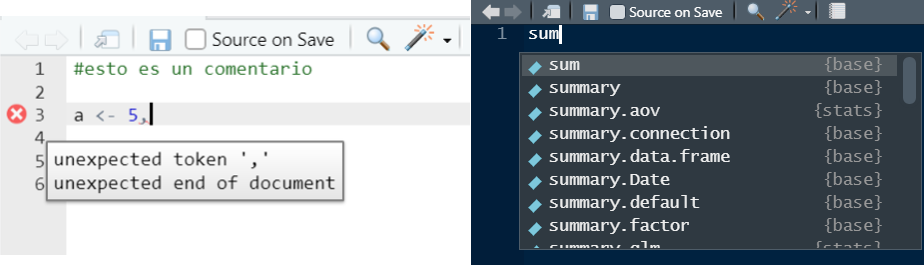 Source on Save
1 #esto es un comentario
2
3 a <- 5,
4
5
6
unexpected token ','
unexpected end of document
Source on Save
1 sum
sum {base}
summary {base}
summary.aov {stats}
summary.connection {base}
summary.data.frame {base}
summary.Date {base}
summary.default {base}
summary.factor {base}
summary.glm {stats}